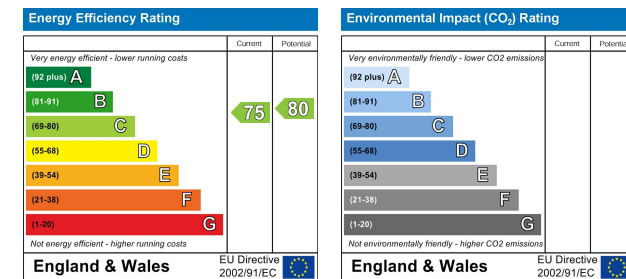 Energy Efficiency Rating
Current Potential
Very energy efficient - lower running costs
(92 plus) A
(81-91) B
(69-80) C
(55-68) D
(39-54) E
(21-38) F
(1-20) G
75 80
Not energy efficient - higher running costs
England & Wales
EU Directive
2002/91/EC
Environmental Impact (CO2) Rating
Current Potential
Very environmentally friendly - lower CO2 emissions
(92 plus) A
(81-91) B
(69-80) C
(55-68) D
(39-54) E
(21-38) F
(1-20) G
Not environmentally friendly - higher CO2 emissions
England & Wales
EU Directive
2002/91/EC